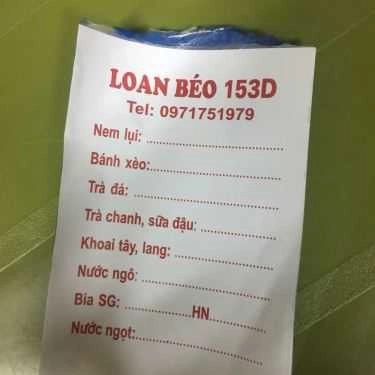 LOAN BÉO 153D
Tel: 0971751979
Nem lụi: ........................................
Bánh xèo:........................................
Trà đá: ........................................
Trà chanh, sữa đậu: ........................
Khoai tây, lang: ..............................
Nước ngô: ........................................
Bia SG: .....................HN...............
Nước ngọt:........................................